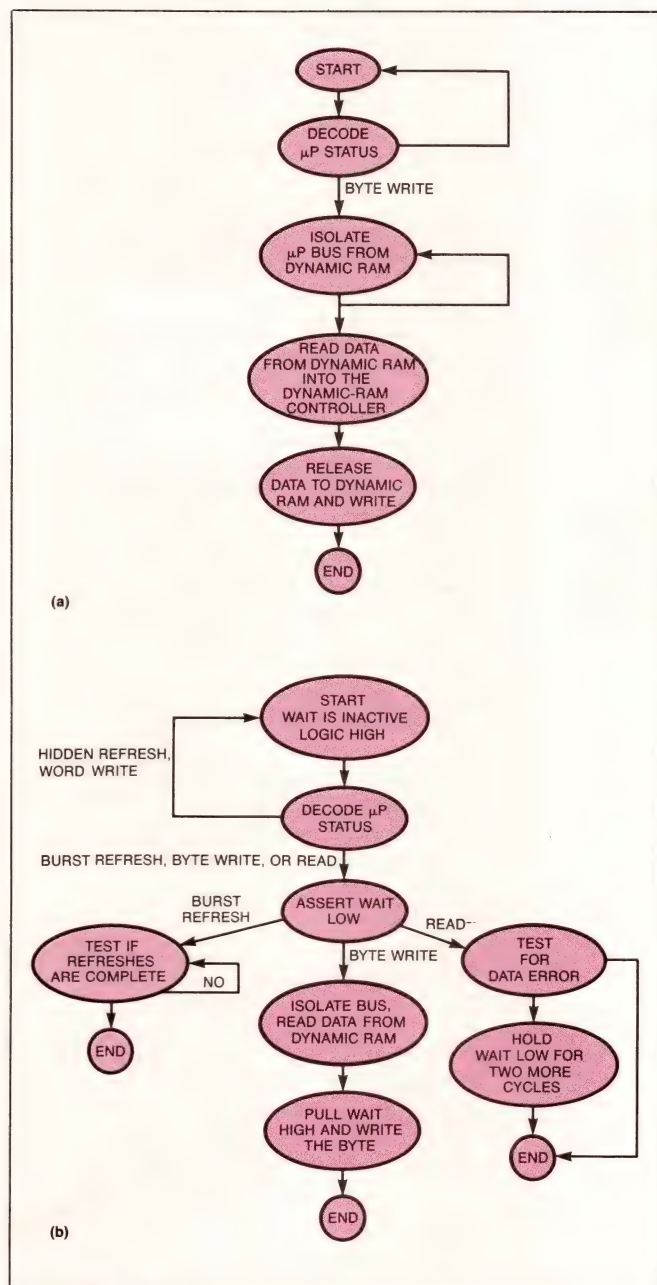 START
DECODE
μP STATUS
BYTE WRITE
ISOLATE
μP BUS FROM
DYNAMIC RAM
READ DATA
FROM DYNAMIC RAM
INTO THE
DYNAMIC-RAM
CONTROLLER
RELEASE
DATA TO DYNAMIC
RAM AND WRITE
END
(a)
START
WAIT IS INACTIVE
LOGIC HIGH
HIDDEN REFRESH,
WORD WRITE
DECODE μP
STATUS
BURST REFRESH, BYTE WRITE, OR READ
ASSERT WAIT
LOW
BURST
REFRESH
READ
BYTE WRITE
TEST IF
REFRESHES
ARE COMPLETE
NO
END
TEST
FOR
DATA ERROR
ISOLATE BUS,
READ DATA FROM
DYNAMIC RAM
HOLD
WAIT LOW FOR
TWO MORE
CYCLES
PULL WAIT
HIGH AND WRITE
THE BYTE
END
END
(b)